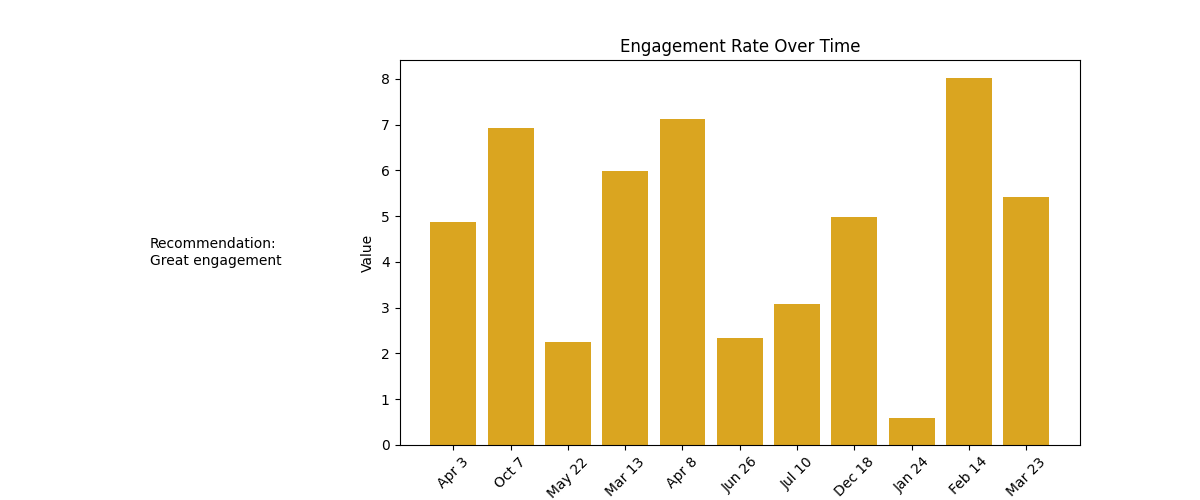 Engagement Rate Over Time
Recommendation:
Great engagement
Value
8
7
6
5
4
3
2
1
0
Apr 3
Oct 7
May 22
Mar 13
Apr 8
Jun 26
Jul 10
Dec 18
Jan 24
Feb 14
Mar 23